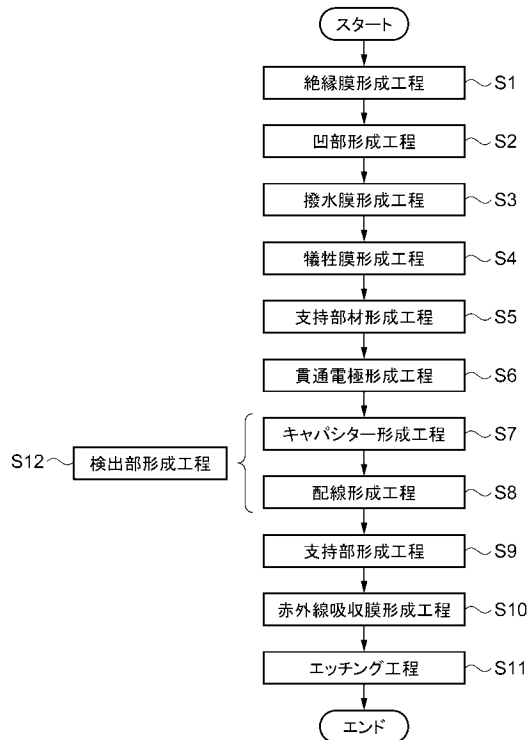 スタート
絶縁膜形成工程 S1
凹部形成工程 S2
撥水膜形成工程 S3
犠牲膜形成工程 S4
支持部材形成工程 S5
貫通電極形成工程 S6
キャパシター形成工程 S7
S12 検出部形成工程
配線形成工程 S8
支持部形成工程 S9
赤外線吸収膜形成工程 S10
エッチング工程 S11
エンド